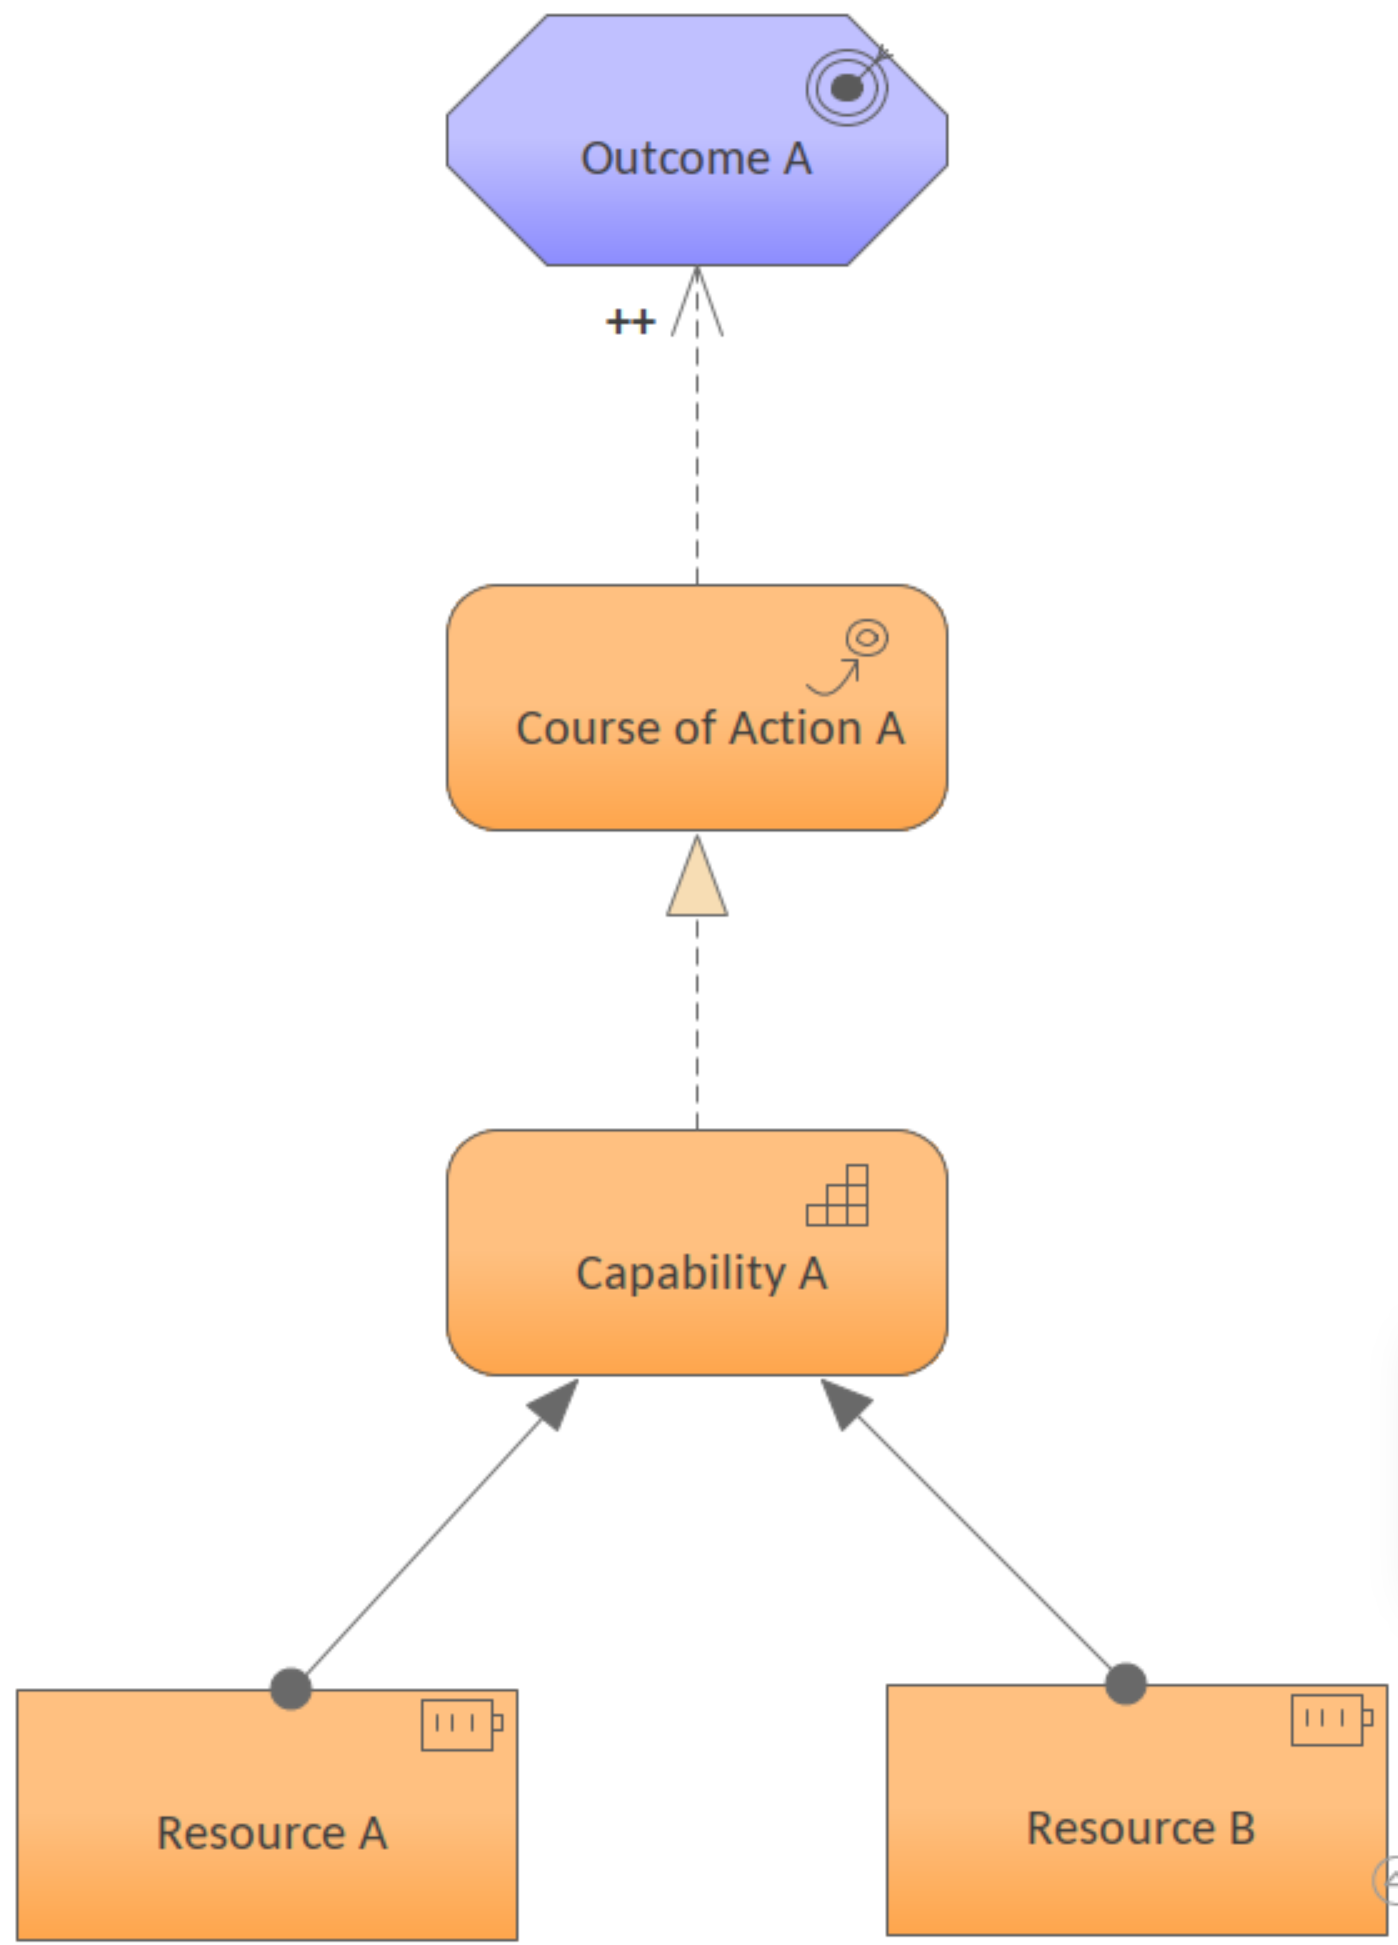 Outcome A
++
Course of Action A
Capability A
Resource A
Resource B